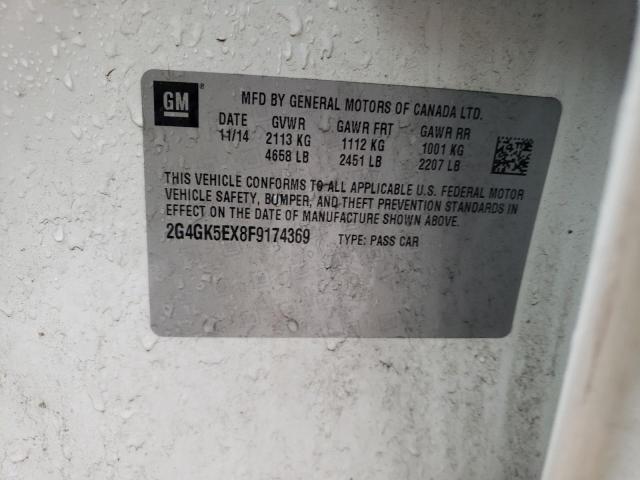 GM ®
MFD BY GENERAL MOTORS OF CANADA LTD.
DATE GVWR GAWR FRT GAWR RR
11/14 2113 KG 1112 KG 1001 KG
4658 LB 2451 LB 2207 LB
THIS VEHICLE CONFORMS TO ALL APPLICABLE U.S. FEDERAL MOTOR
VEHICLE SAFETY, BUMPER, AND THEFT PREVENTION STANDARDS IN
EFFECT ON THE DATE OF MANUFACTURE SHOWN ABOVE.
2G4GK5EX8F9174369 TYPE: PASS CAR